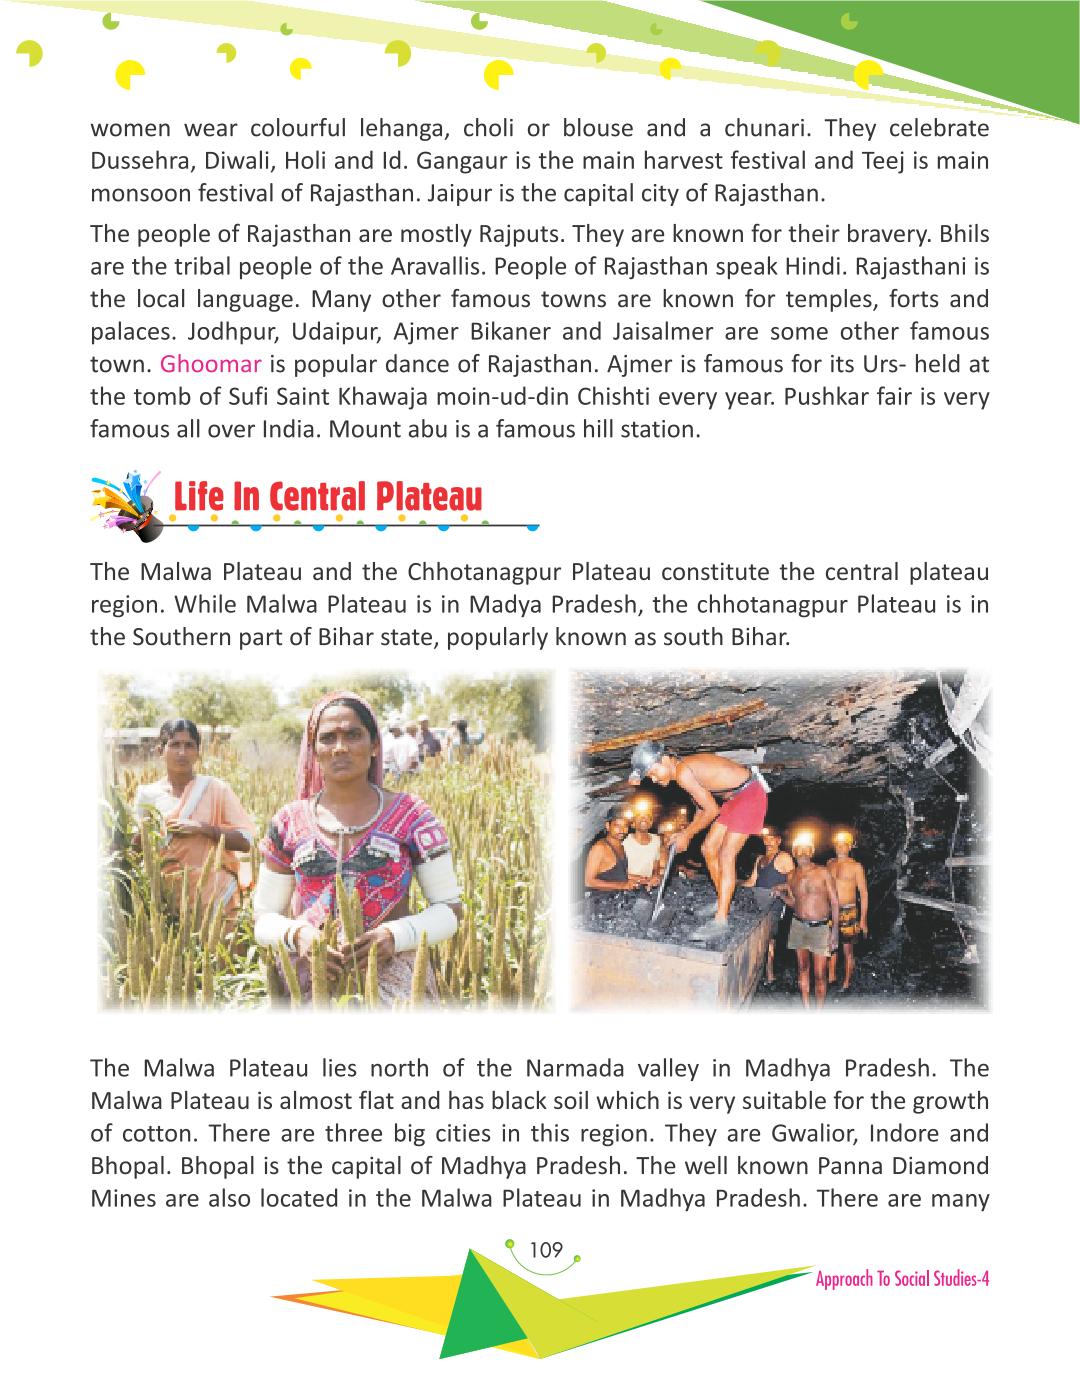 women wear colourful lehanga, choli or blouse and a chunari. They celebrate
Dussehra, Diwali, Holi and Id. Gangaur is the main harvest festival and Teej is main
monsoon festival of Rajasthan. Jaipur is the capital city of Rajasthan.
The people of Rajasthan are mostly Rajputs. They are known for their bravery. Bhils
are the tribal people of the Aravallis. People of Rajasthan speak Hindi. Rajasthani is
the local language. Many other famous towns are known for temples, forts and
palaces. Jodhpur, Udaipur, Ajmer Bikaner and Jaisalmer are some other famous
town. Ghoomar is popular dance of Rajasthan. Ajmer is famous for its Urs- held at
the tomb of Sufi Saint Khawaja moin-ud-din Chishti every year. Pushkar fair is very
famous all over India. Mount abu is a famous hill station.
Life In Central Plateau
The Malwa Plateau and the Chhotanagpur Plateau constitute the central plateau
region. While Malwa Plateau is in Madya Pradesh, the chhotanagpur Plateau is in
the Southern part of Bihar state, popularly known as south Bihar.
The Malwa Plateau lies north of the Narmada valley in Madhya Pradesh. The
Malwa Plateau is almost flat and has black soil which is very suitable for the growth
of cotton. There are three big cities in this region. They are Gwalior, Indore and
Bhopal. Bhopal is the capital of Madhya Pradesh. The well known Panna Diamond
Mines are also located in the Malwa Plateau in Madhya Pradesh. There are many
109
Approach To Social Studies-4